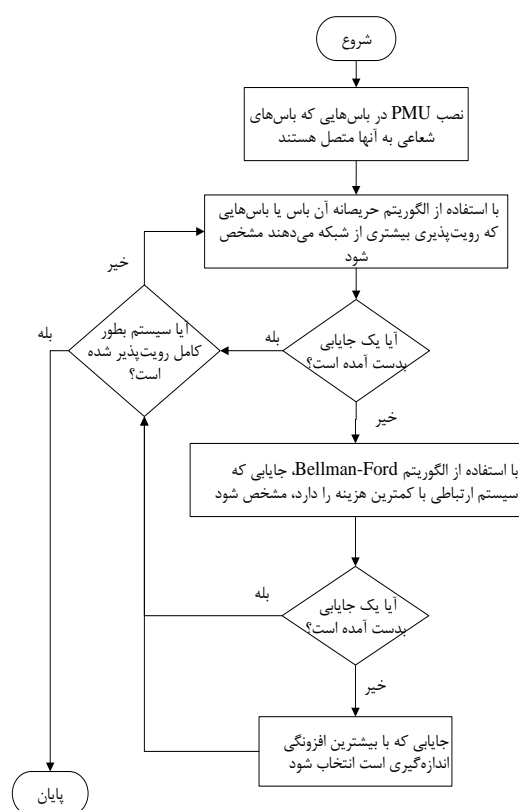 شروع
نصب PMU در باس‌هایی که باس‌های
شعاعی به آنها متصل هستند
با استفاده از الگوریتم حریصانه آن باس یا باس‌هایی
که رویت‌پذیری بیشتری از شبکه می‌دهند مشخص
شود
خیر
آیا سیستم بطور
کامل رویت‌پذیر شده
است؟
بله
آیا یک جایابی
بدست آمده است؟
بله
خیر
با استفاده از الگوریتم Bellman-Ford، جایابی که
سیستم ارتباطی با کمترین هزینه را دارد، مشخص شود
آیا یک جایابی
بدست آمده است؟
بله
خیر
جایابی که با بیشترین افزونگی
اندازه‌گیری است انتخاب شود
پایان